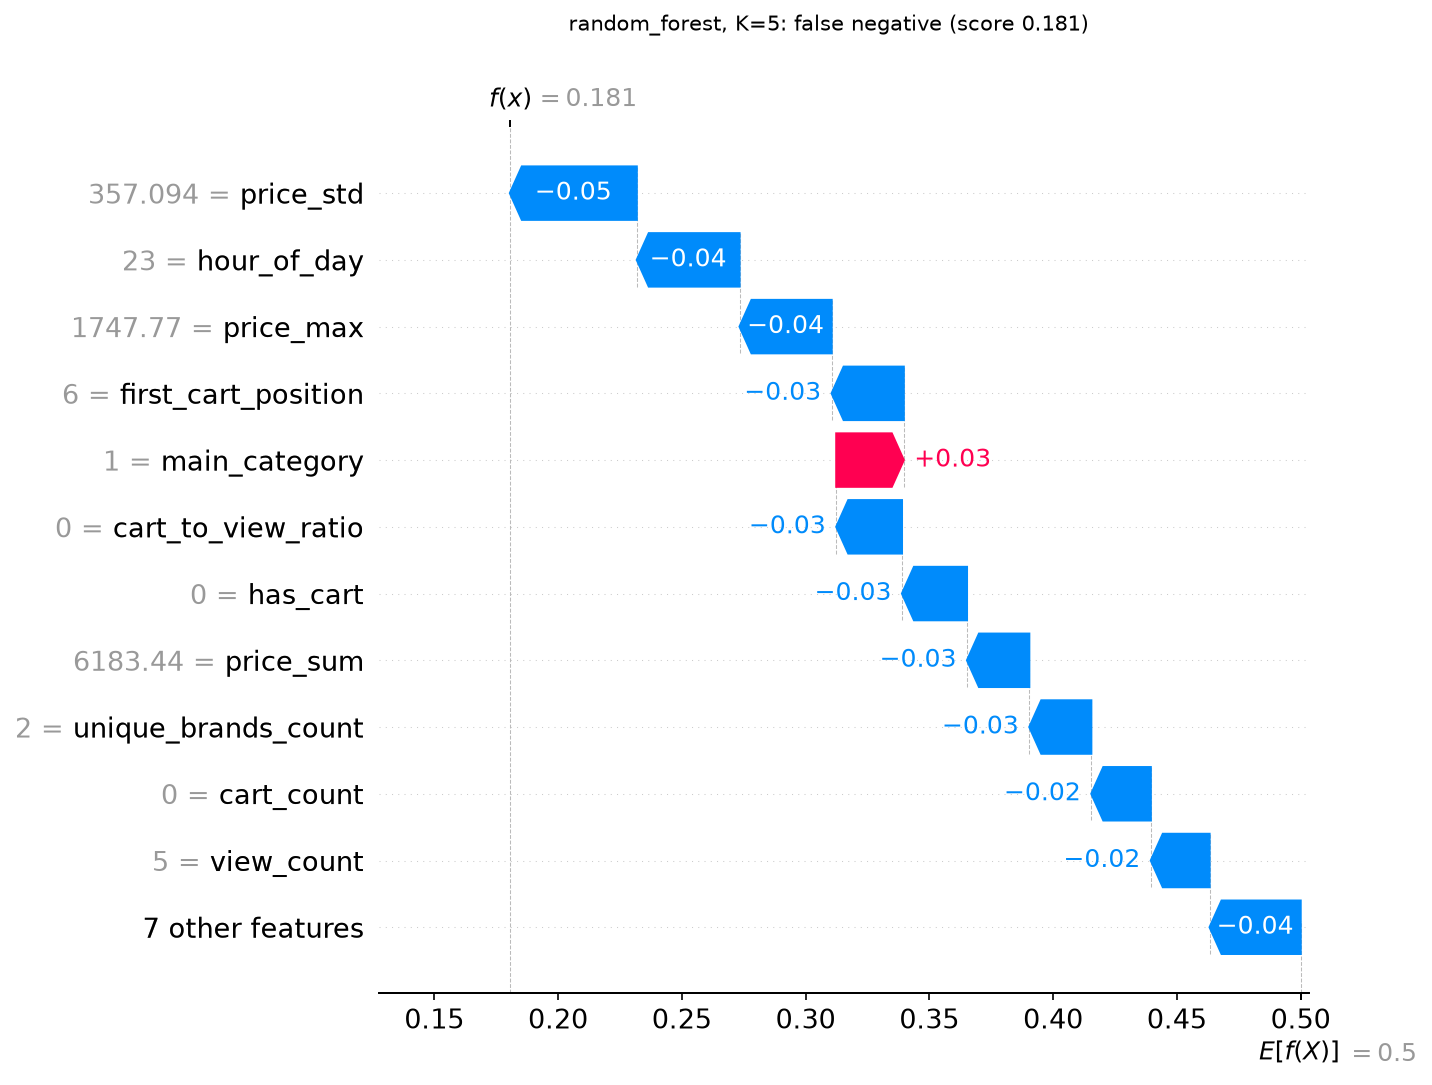 random_forest, K=5: false negative (score 0.181)
f(x) = 0.181
357.094 = price_std −0.05
23 = hour_of_day −0.04
1747.77 = price_max −0.04
6 = first_cart_position −0.03
1 = main_category +0.03
0 = cart_to_view_ratio −0.03
0 = has_cart −0.03
6183.44 = price_sum −0.03
2 = unique_brands_count −0.03
0 = cart_count −0.02
5 = view_count −0.02
7 other features −0.04
0.15 0.20 0.25 0.30 0.35 0.40 0.45 0.50
E[f(X)] = 0.5